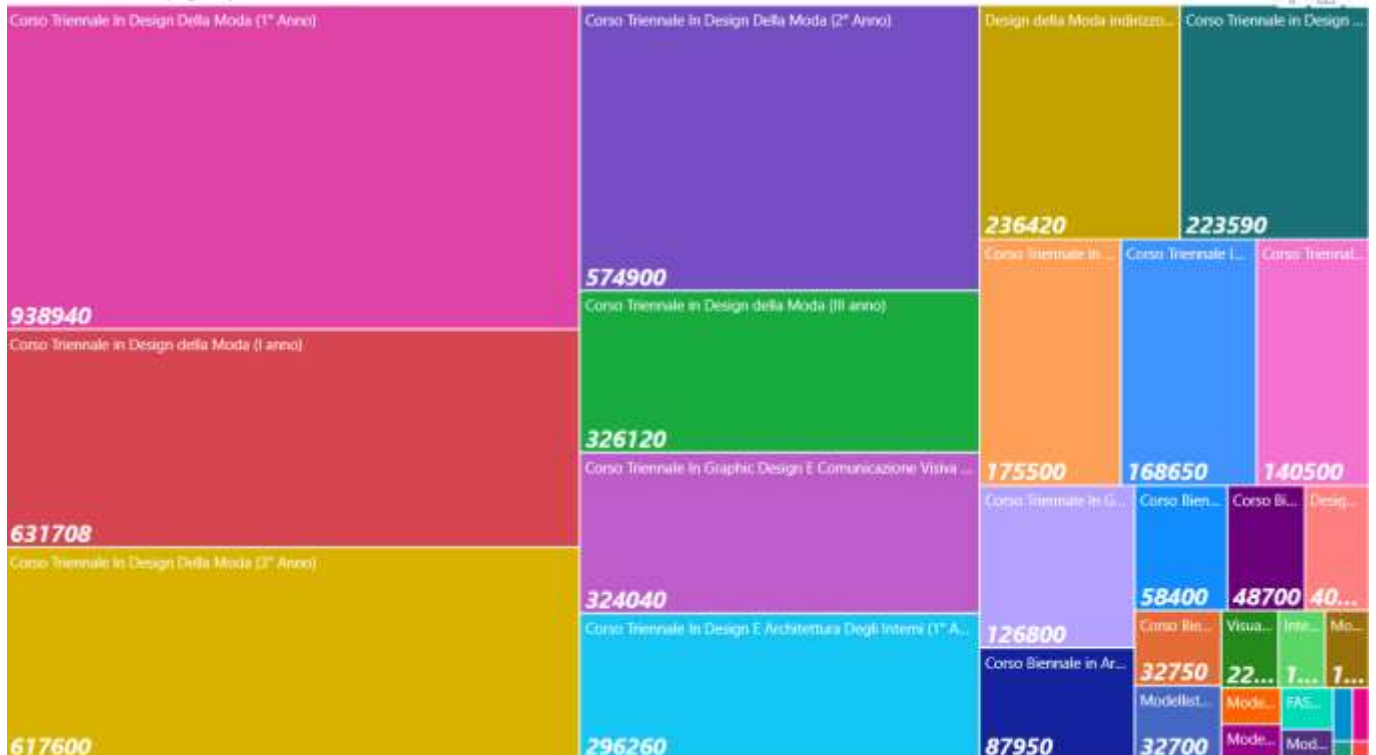 Corso Triennale In Design Della Moda (1° Anno)
938940
Corso Triennale in Design della Moda (I anno)
631708
Corso Triennale In Design Della Moda (3° Anno)
617600
Corso Triennale In Design Della Moda (2° Anno)
574900
Corso Triennale in Design della Moda (III anno)
326120
Corso Triennale In Graphic Design E Comunicazione Visiva ...
324040
Corso Triennale In Design E Architettura Degli Interni (1° A...
296260
Design della Moda indirizzo...
236420
Corso Triennale in Design ...
223590
Corso Triennale in ...
175500
Corso Triennale I...
168650
Corso Triennal...
140500
Corso Triennale In G...
126800
Corso Biennale in Ar...
87950
Corso Bien...
58400
Corso Bi...
48700
Desig...
40...
Corso Bie...
32750
Visua...
22...
Inte...
1...
Mo...
1...
Modellist...
32700
Mode...
Mode...
FAS...
Mod...